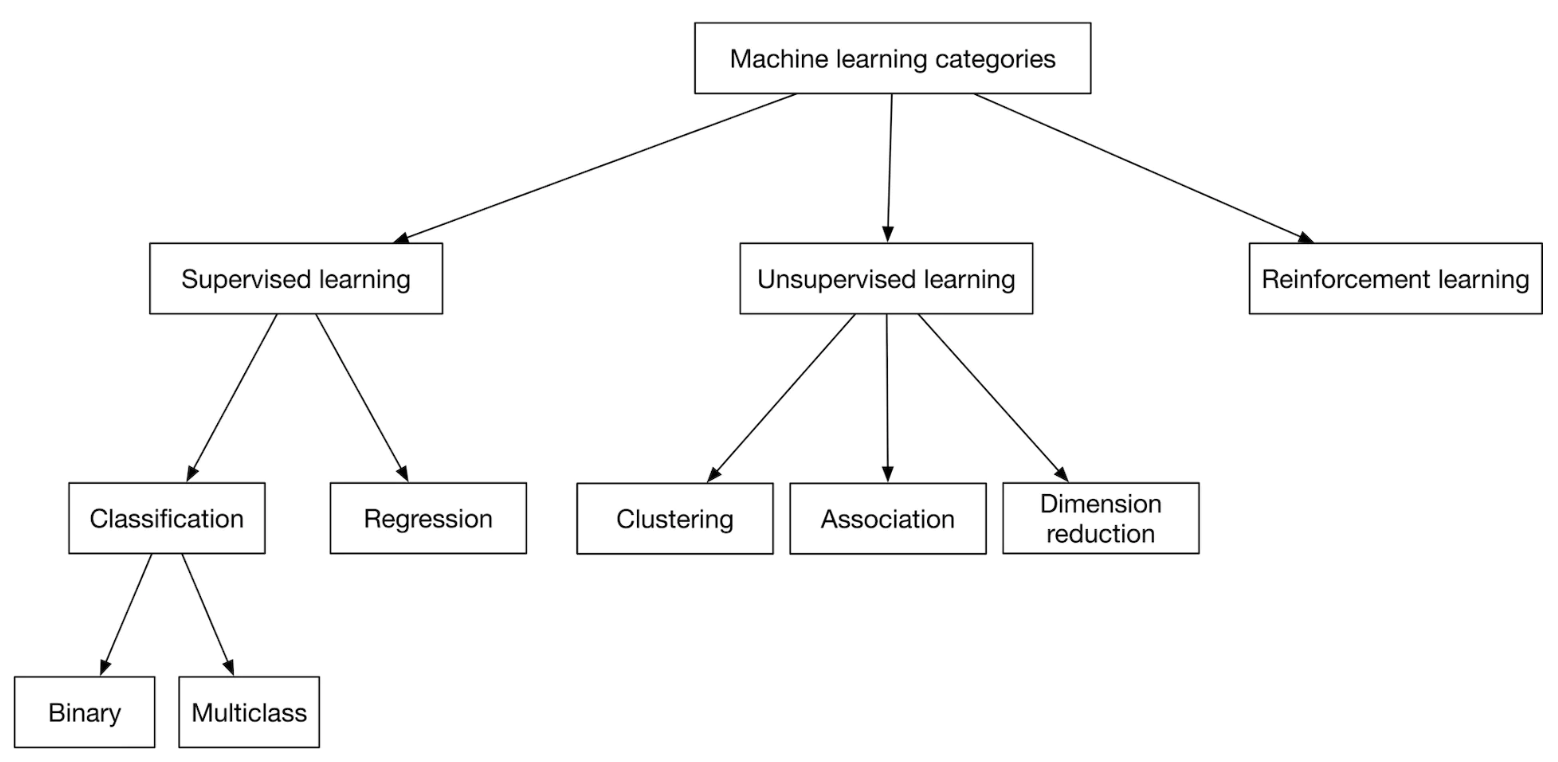 Machine learning categories
Supervised learning
Unsupervised learning
Reinforcement learning
Classification
Regression
Clustering
Association
Dimension
reduction
Binary
Multiclass